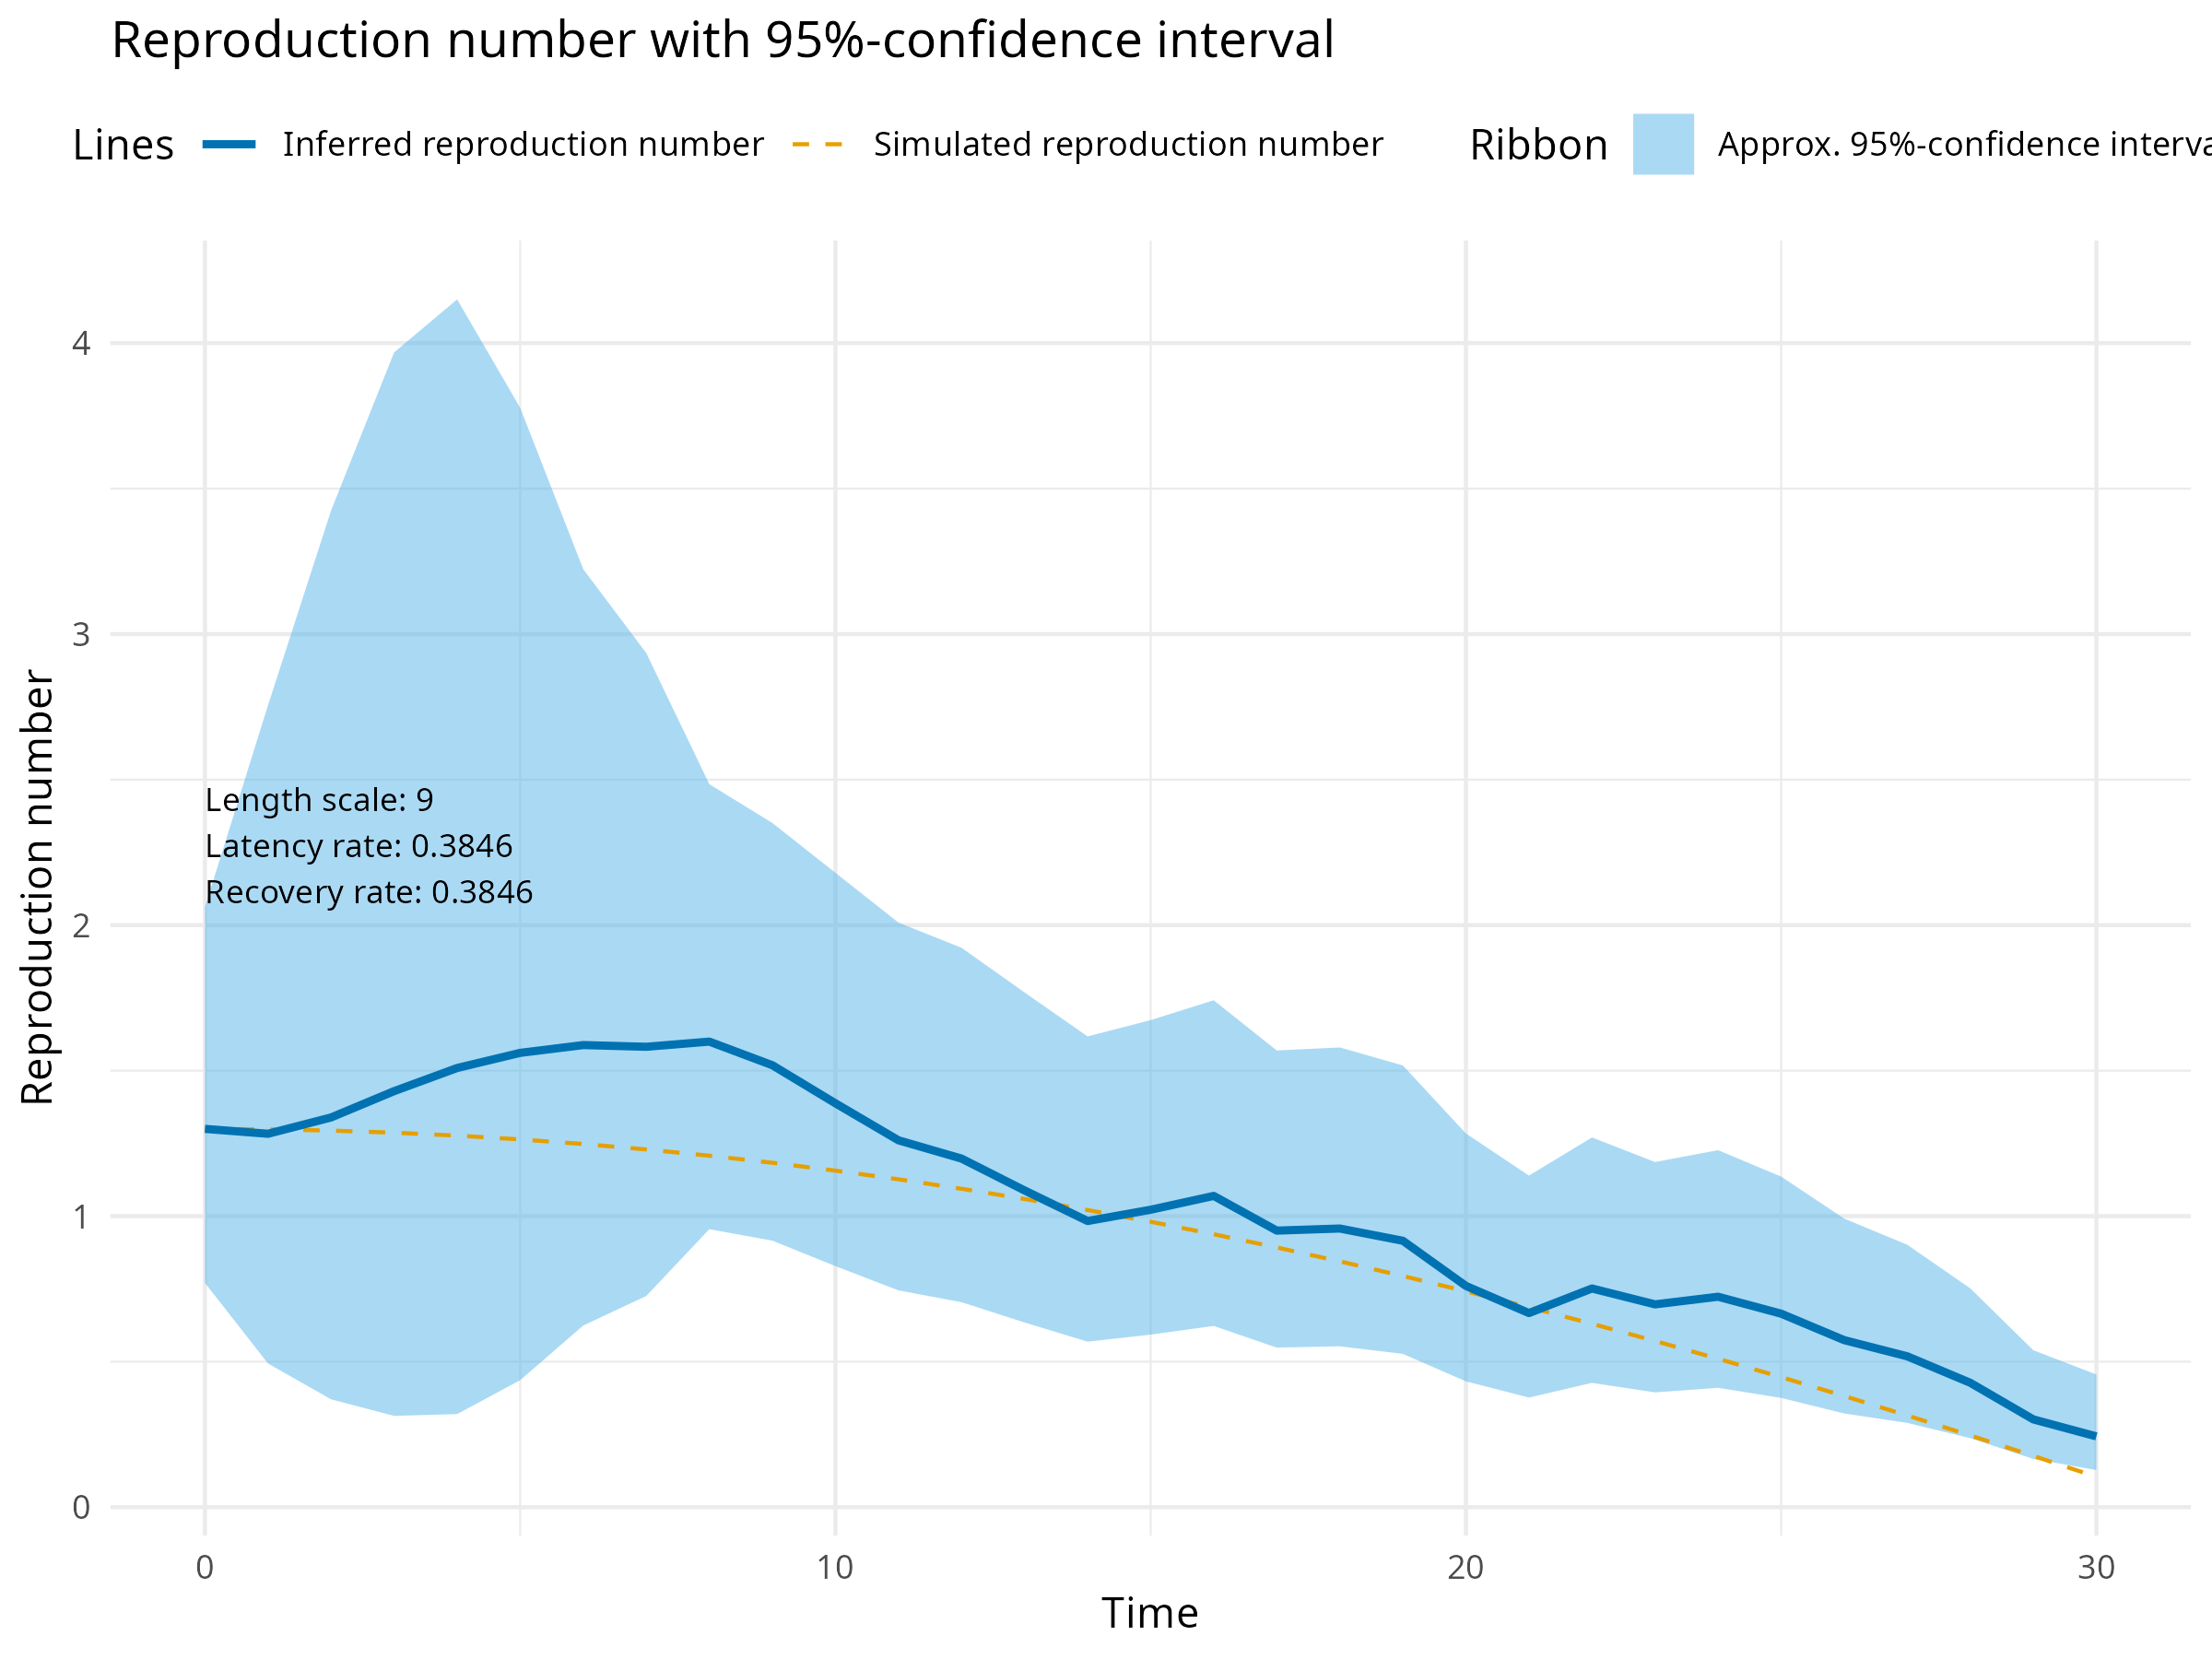 Reproduction number with 95%-confidence interval
Lines Inferred reproduction number Simulated reproduction number Ribbon Approx. 95%-confidence interva
Reproduction number
4
3
2
1
0
Length scale: 9
Latency rate: 0.3846
Recovery rate: 0.3846
0 10 20 30
Time